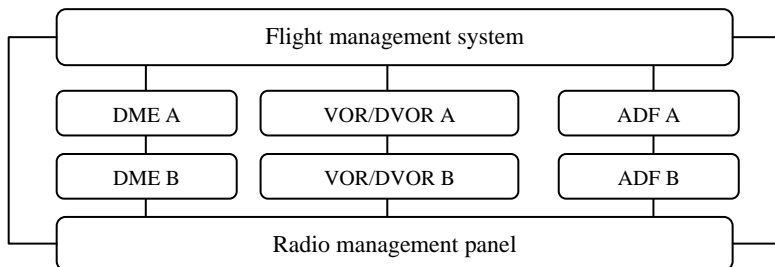 Flight management system
DME A
VOR/DVOR A
ADF A
DME B
VOR/DVOR B
ADF B
Radio management panel